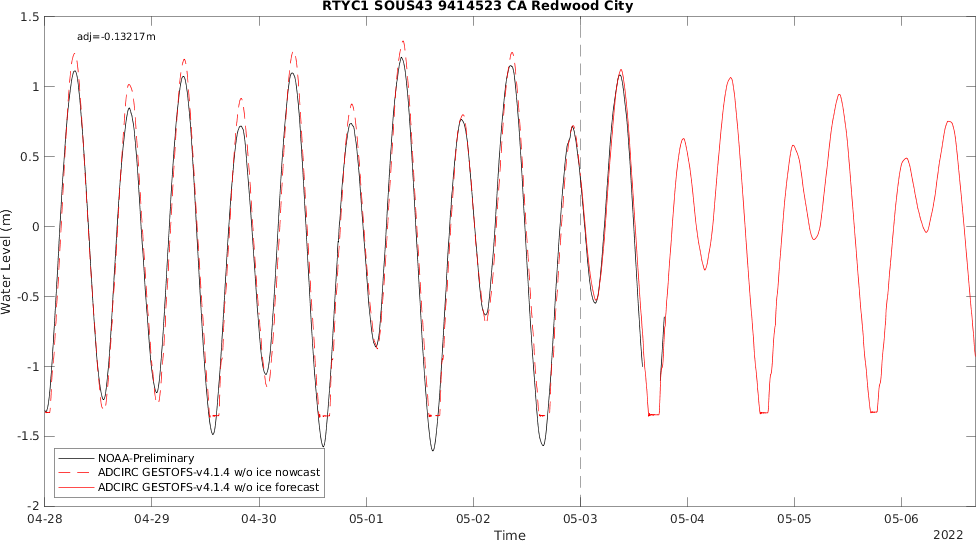 RTYC1 SOUS43 9414523 CA Redwood City
adj=-0.13217m
1.5
1
0.5
0
-0.5
-1
-1.5
-2
Water Level (m)
NOAA-Preliminary
ADCIRC GESTOFS-v4.1.4 w/o ice nowcast
ADCIRC GESTOFS-v4.1.4 w/o ice forecast
04-28 04-29 04-30 05-01 05-02 05-03 05-04 05-05 05-06
Time
2022